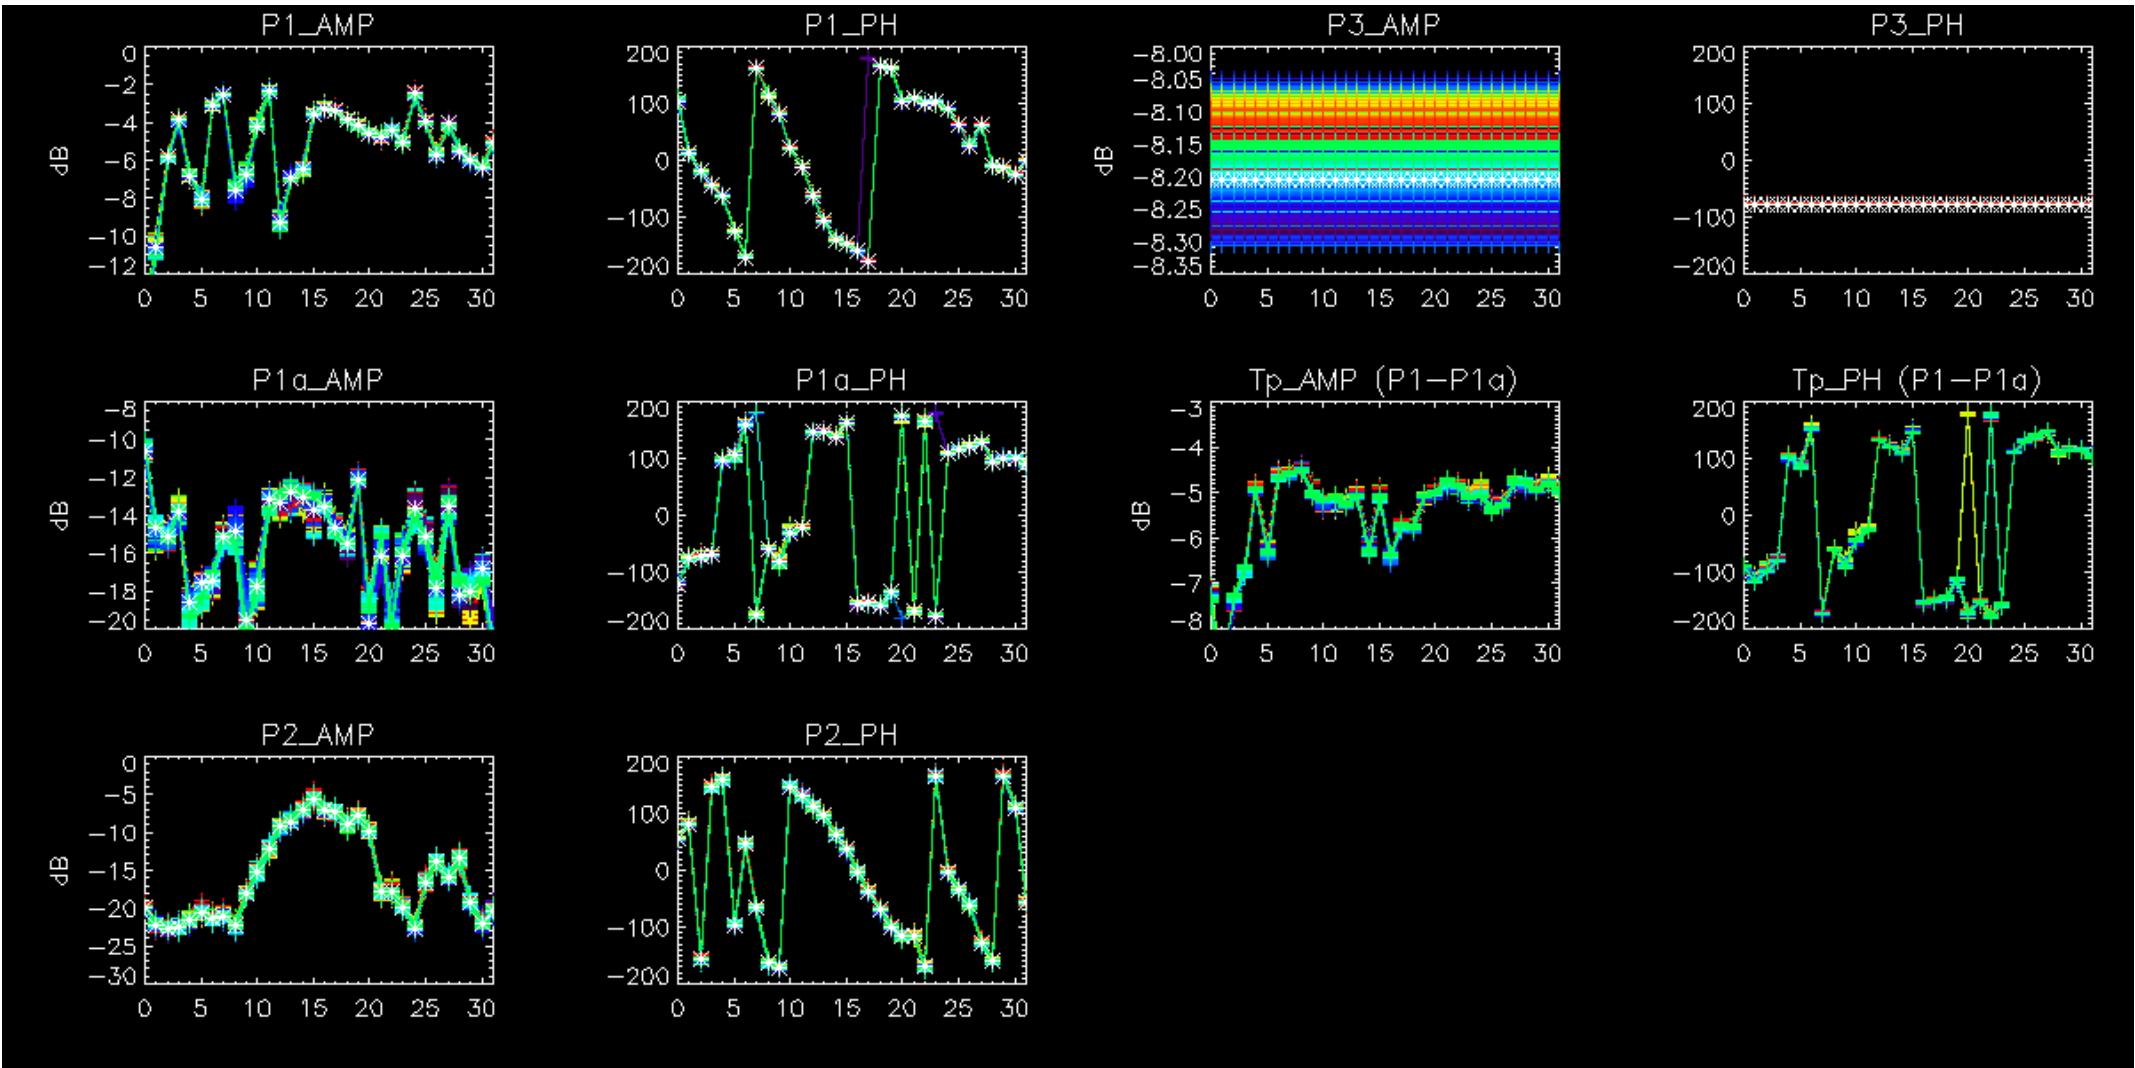 P1_AMP
P1_PH
P3_AMP
P3_PH
dB
0
-2
-4
-6
-8
-10
-12
0 5 10 15 20 25 30
200
100
0
-100
-200
0 5 10 15 20 25 30
dB
-8.00
-8.05
-8.10
-8.15
-8.20
-8.25
-8.30
-8.35
0 5 10 15 20 25 30
200
100
0
-100
-200
0 5 10 15 20 25 30
P1a_AMP
P1a_PH
Tp_AMP (P1-P1a)
Tp_PH (P1-P1a)
dB
-8
-10
-12
-14
-16
-18
-20
0 5 10 15 20 25 30
200
100
0
-100
-200
0 5 10 15 20 25 30
dB
-3
-4
-5
-6
-7
-8
0 5 10 15 20 25 30
200
100
0
-100
-200
0 5 10 15 20 25 30
P2_AMP
P2_PH
dB
0
-5
-10
-15
-20
-25
-30
0 5 10 15 20 25 30
200
100
0
-100
-200
0 5 10 15 20 25 30